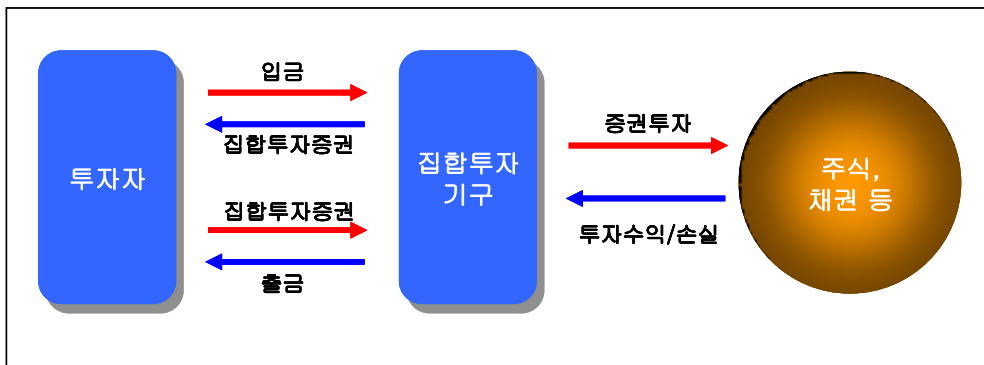 투자자
입금
집합투자증권
집합투자증권
출금
집합투자
기구
증권투자
투자수익/손실
주식,
채권 등